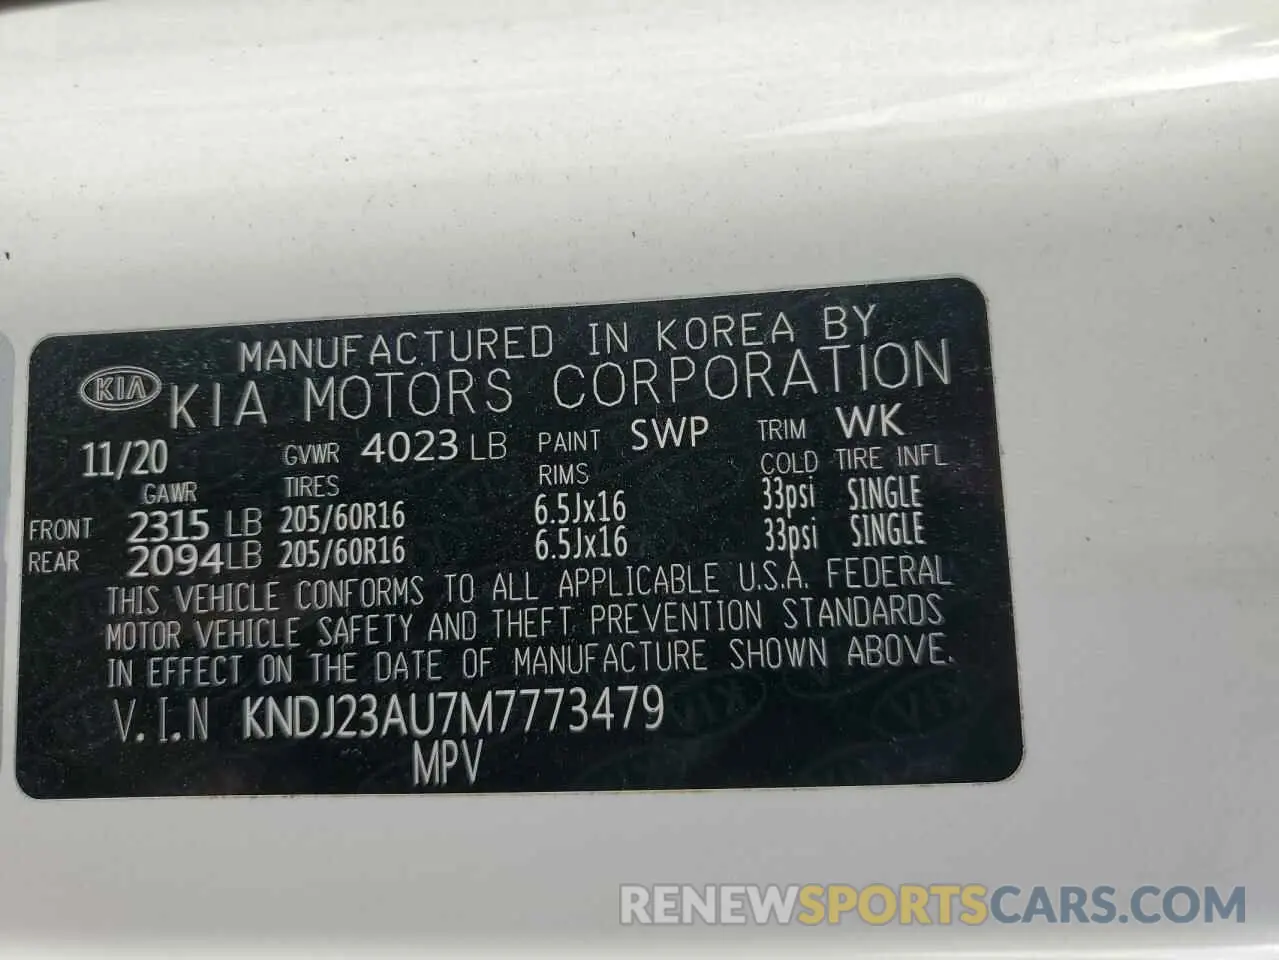 MANUFACTURED IN KOREA BY
KIA KIA MOTORS CORPORATION
11/20 GVWR 4023 LB PAINT SWP TRIM WK
GAWR TIRES RIMS COLD TIRE INFL
FRONT 2315 LB 205/60R16 6.5Jx16 33psi SINGLE
REAR 2094LB 205/60R16 6.5Jx16 33psi SINGLE
THIS VEHICLE CONFORMS TO ALL APPLICABLE U.S.A. FEDERAL
MOTOR VEHICLE SAFETY AND THEFT PREVENTION STANDARDS
IN EFFECT ON THE DATE OF MANUFACTURE SHOWN ABOVE.
V.I.N KNDJ23AU7M7773479
MPV
RENEWSPORTSCARS.COM